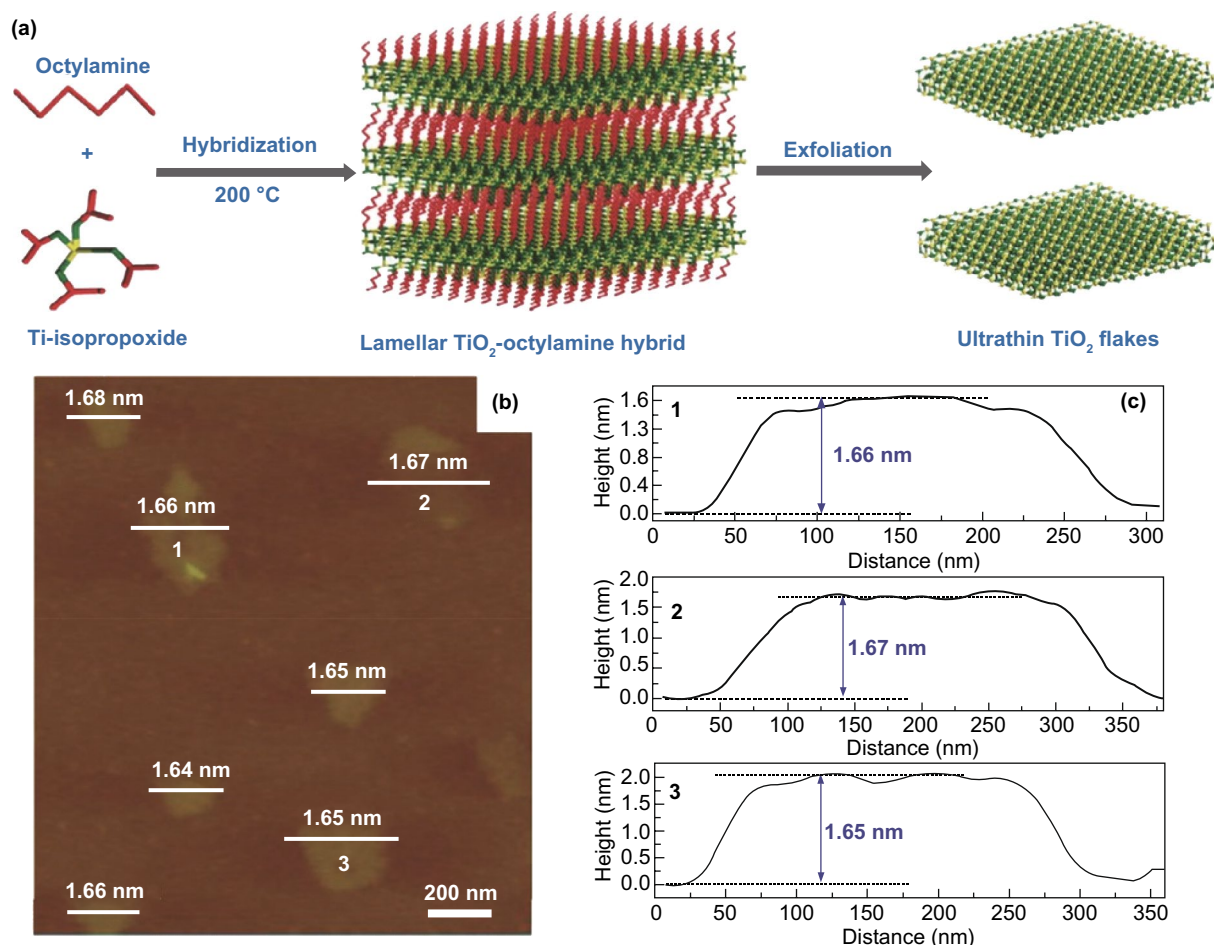 (a)
Octylamine
+
Ti-isopropoxide
Hybridization
200 °C
Lamellar TiO₂-octylamine hybrid
Exfoliation
Ultrathin TiO₂ flakes
(b)
1.68 nm
1.67 nm
2
1.66 nm
1
1.65 nm
1.64 nm
1.65 nm
3
1.66 nm
200 nm
(c)
1
Height (nm)
1.6
1.3
0.8
0.4
0.0
1.66 nm
0 50 100 150 200 250 300
Distance (nm)
2
Height (nm)
2.0
1.5
1.0
0.5
0.0
1.67 nm
0 50 100 150 200 250 300 350
Distance (nm)
3
Height (nm)
2.0
1.5
1.0
0.5
0.0
1.65 nm
0 50 100 150 200 250 300 350
Distance (nm)